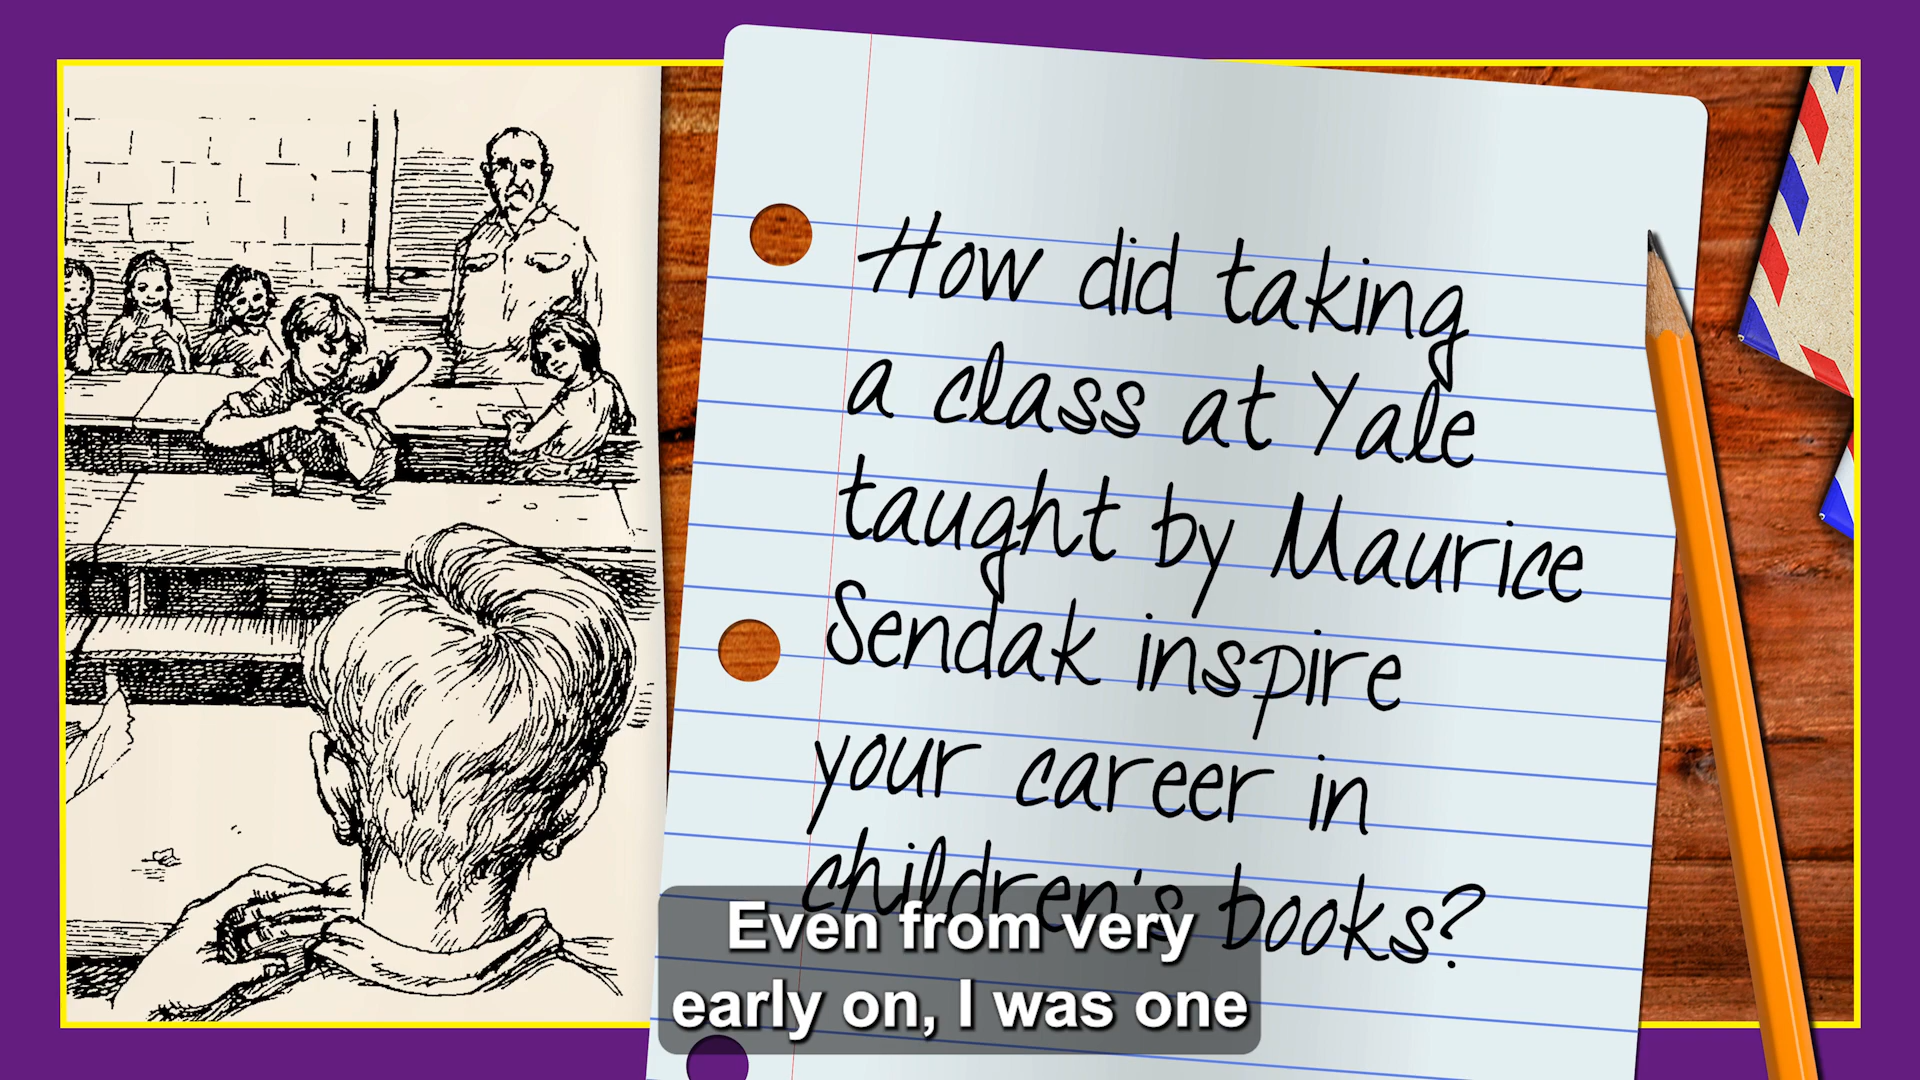 How did taking
a class at Yale
taught by Maurice
Sendak inspire
your career in
children's books?
Even from very
early on, I was one